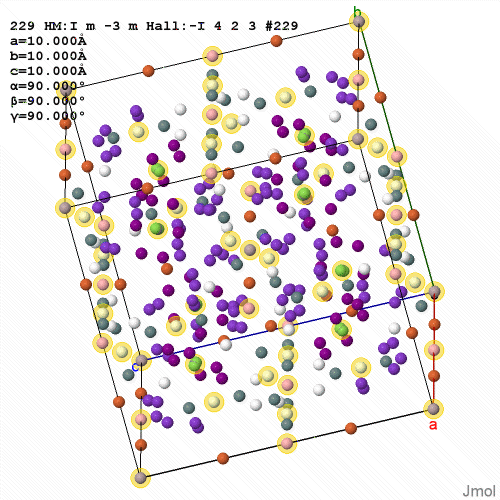 229 HM:I m -3 m Hall:-I 4 2 3 #229
a=10.000Å
b=10.000Å
c=10.000Å
α=90.000°
β=90.000°
γ=90.000°
b
c
a
Jmol